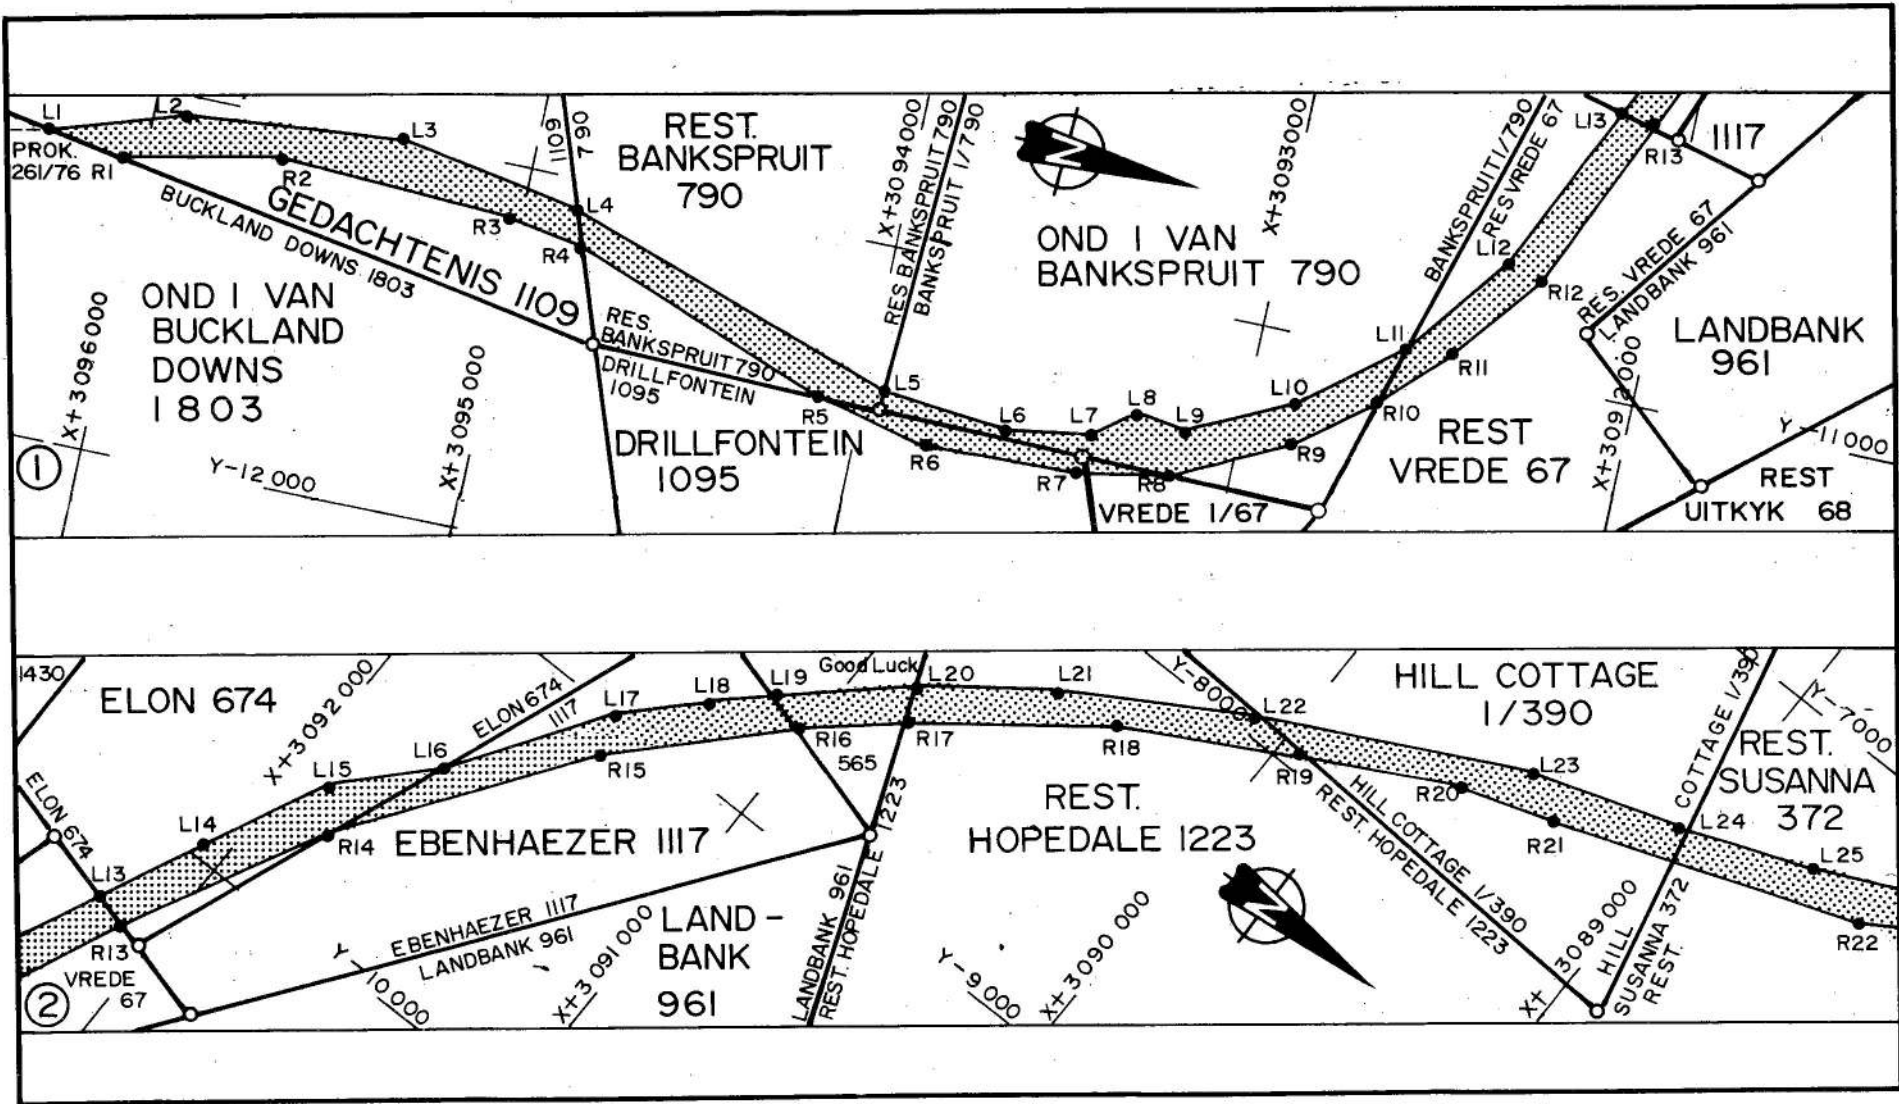 L1
L2
L3
PROK.
261/76 R1
R2
BUCKLAND DOWNS 1803
GEDACHTENIS 1109
R3
R4
L4
1109
790
REST.
BANKSPRUIT
790
X+3094000
RES BANKSPRUIT 790
BANKSPRUIT 1/790
N
X+3093000
OND 1 VAN
BANKSPRUIT 790
BANKSPRUIT 1/790
RES VREDE 67
L13
R13
1117
L12
R12
RES. VREDE 67
LANDBANK 961
LANDBANK
961
OND 1 VAN
BUCKLAND
DOWNS
1803
X+3096000
X+3095000
Y-12 000
RES.
BANKSPRUIT 790
DRILLFONTEIN
1095
DRILLFONTEIN
1095
R5
L5
R6
L6
L7
L8
L9
L10
L11
R7
R8
R9
R10
R11
VREDE 1/67
REST
VREDE 67
X+3092000
Y-11000
REST
UITKYK 68
1
1430
ELON 674
X+3092000
ELON 674
1117
L17
L18
L19
Good Luck
L20
L21
Y-8000
L22
HILL COTTAGE
1/390
COTTAGE 1/390
Y-7000
REST.
SUSANNA
372
ELON 674
L13
L14
L15
L16
R13
R14
R15
R16
565
R17
R18
R19
R20
R21
L23
L24
L25
R22
EBENHAEZER 1117
EBENHAEZER 1117
LANDBANK 961
LAND-
BANK
961
LANDBANK 961
REST. HOPEDALE 1223
REST.
HOPEDALE 1223
HILL COTTAGE 1/390
REST. HOPEDALE 1223
N
VREDE
67
Y-10000
X+3091000
Y-9000
X+3090 000
X+3089000
HILL
SUSANNA 372
REST.
2